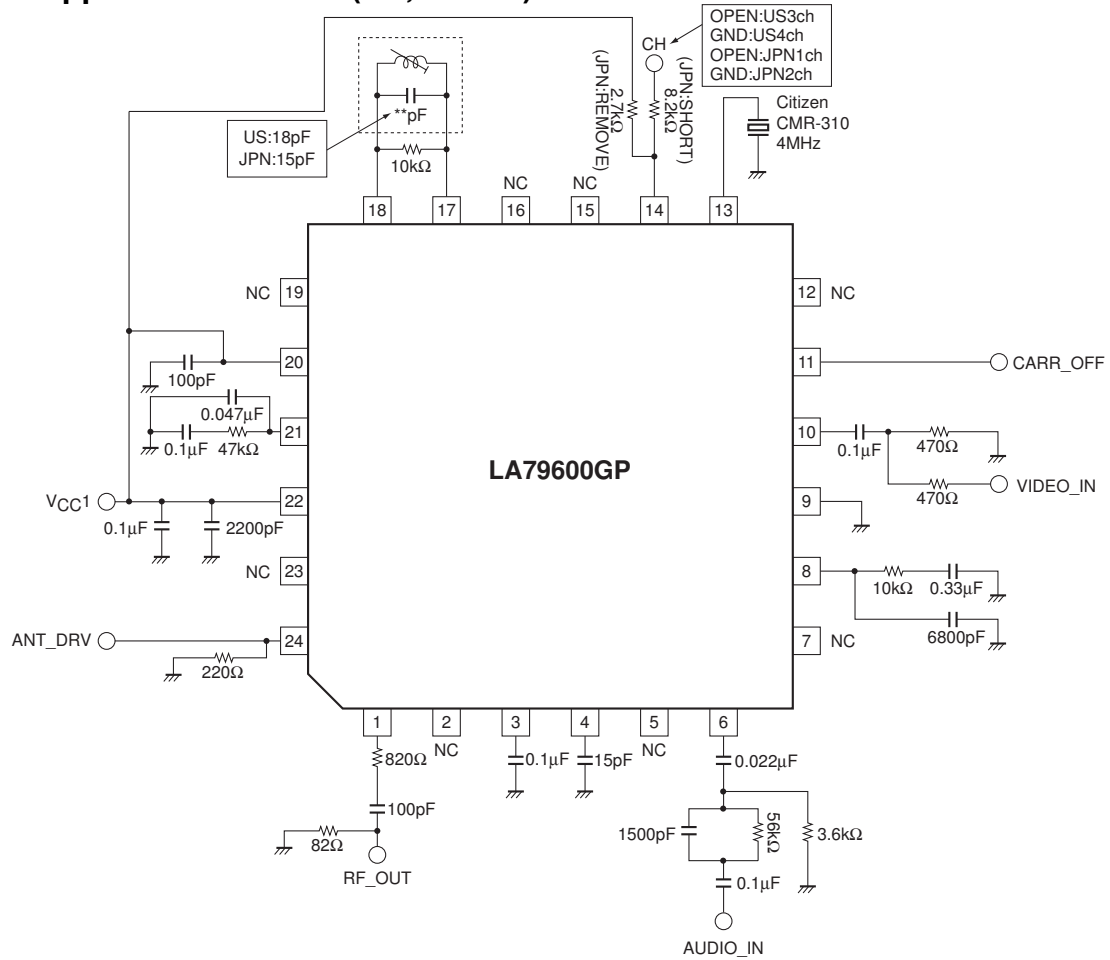 OPEN:US3ch
GND:US4ch
OPEN:JPN1ch
GND:JPN2ch
CH
(JPN:SHORT)
8.2kΩ
2.7kΩ
(JPN:REMOVE)
Citizen
CMR-310
4MHz
**pF
US:18pF
JPN:15pF
10kΩ
NC
NC
18
17
16
15
14
13
NC 19
12 NC
20
100pF
11
CARR_OFF
0.047μF
21
0.1μF
47kΩ
10
0.1μF
470Ω
470Ω
VIDEO_IN
LA79600GP
VCC1
22
0.1μF
2200pF
9
NC 23
8
10kΩ
0.33μF
6800pF
ANT_DRV
24
220Ω
7 NC
1
2
3
4
5
6
NC
NC
820Ω
0.1μF
15pF
0.022μF
100pF
82Ω
RF_OUT
1500pF
56kΩ
3.6kΩ
0.1μF
AUDIO_IN